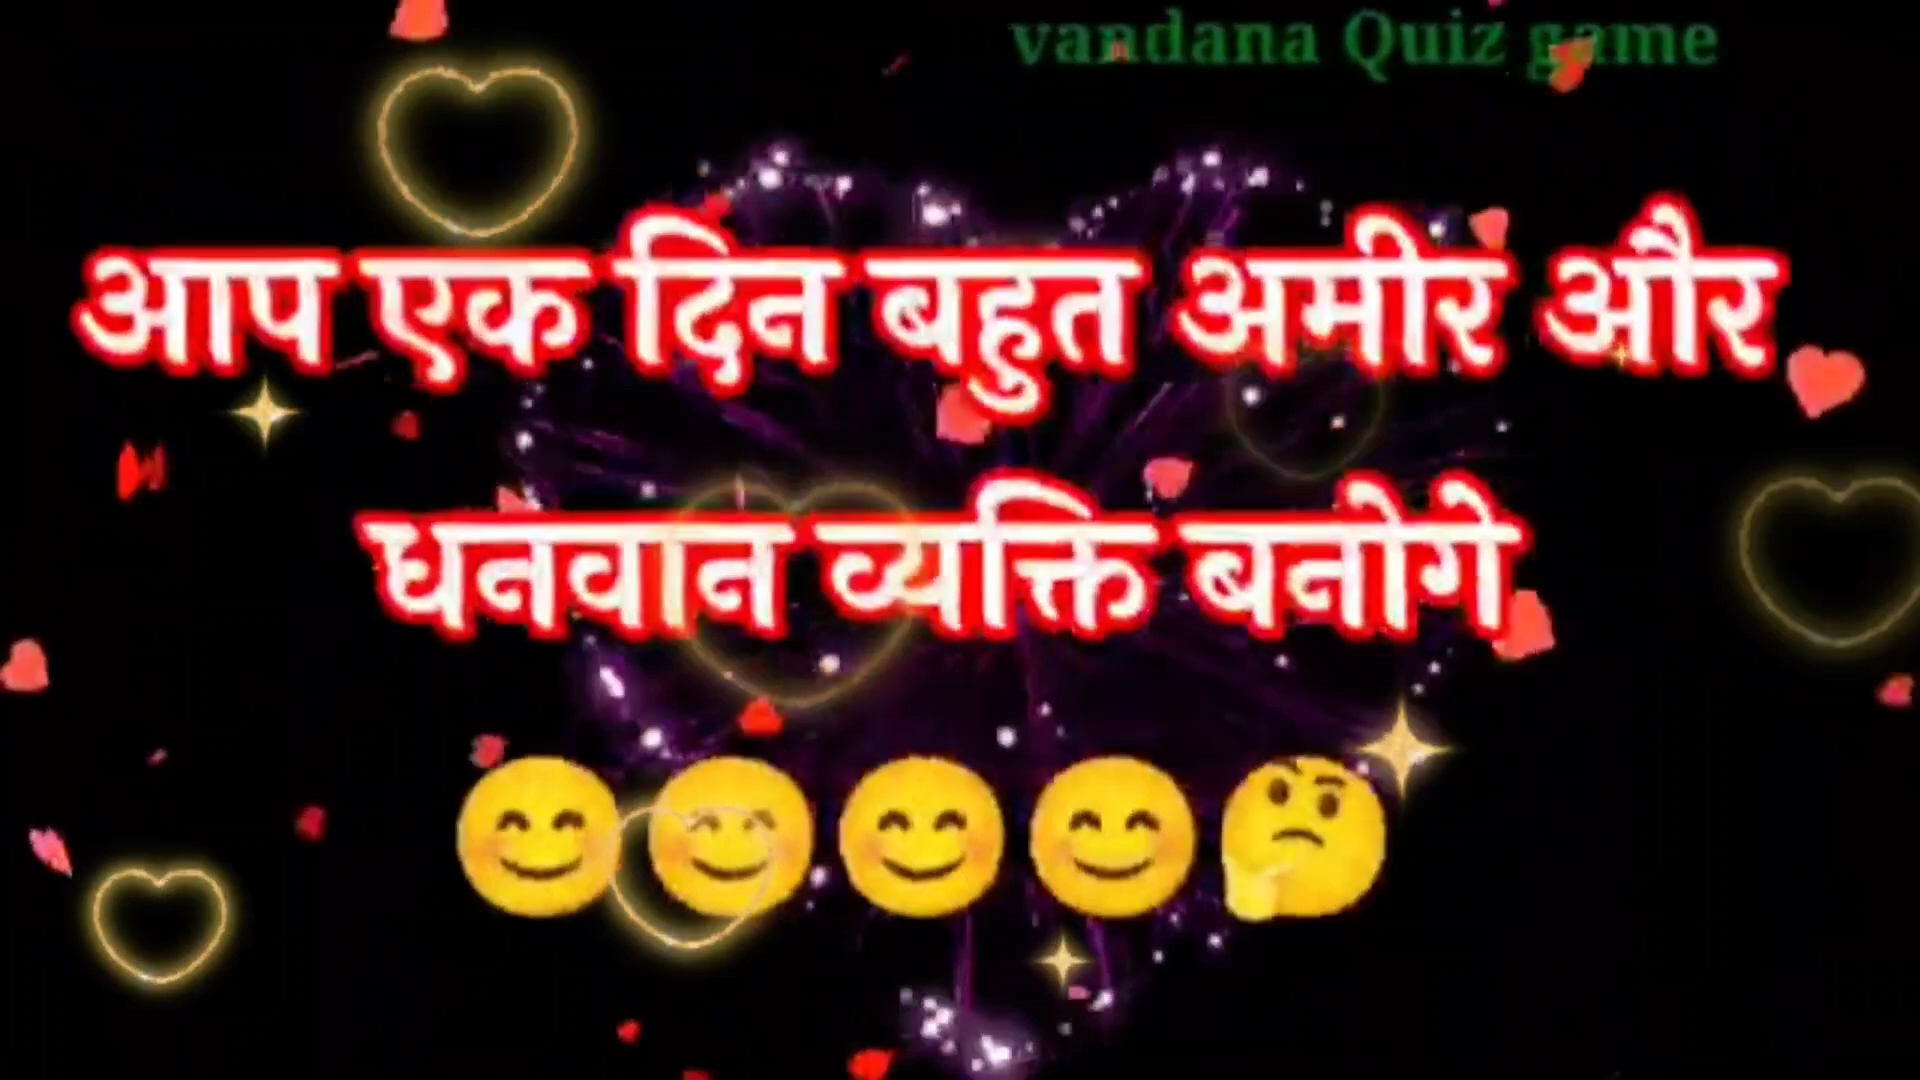 vandana Quiz game
आप एक दिन बहुत अमीर और
धनवान व्यक्ति बनोगे
😊😊😊😊🤔